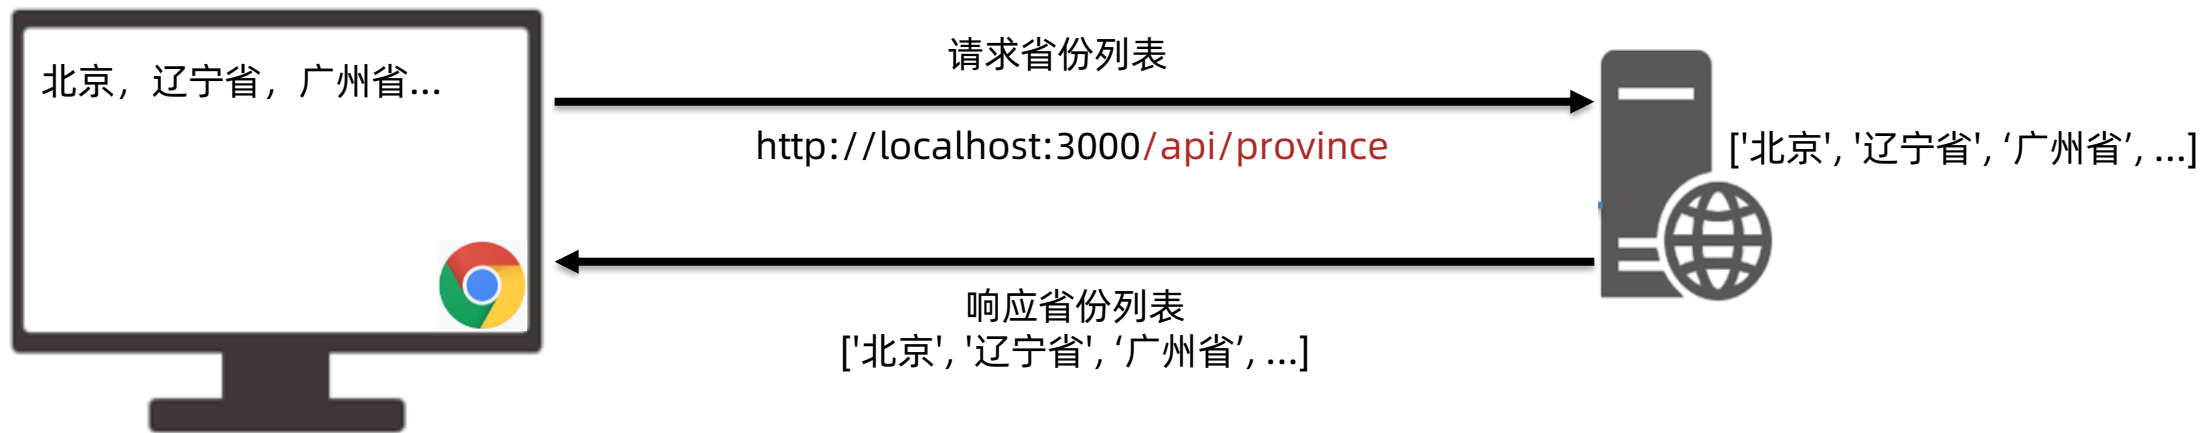 请求省份列表
北京，辽宁省，广州省...
http://localhost:3000/api/province
['北京', '辽宁省', ‘广州省’, ...]
响应省份列表
['北京', '辽宁省', ‘广州省’, ...]